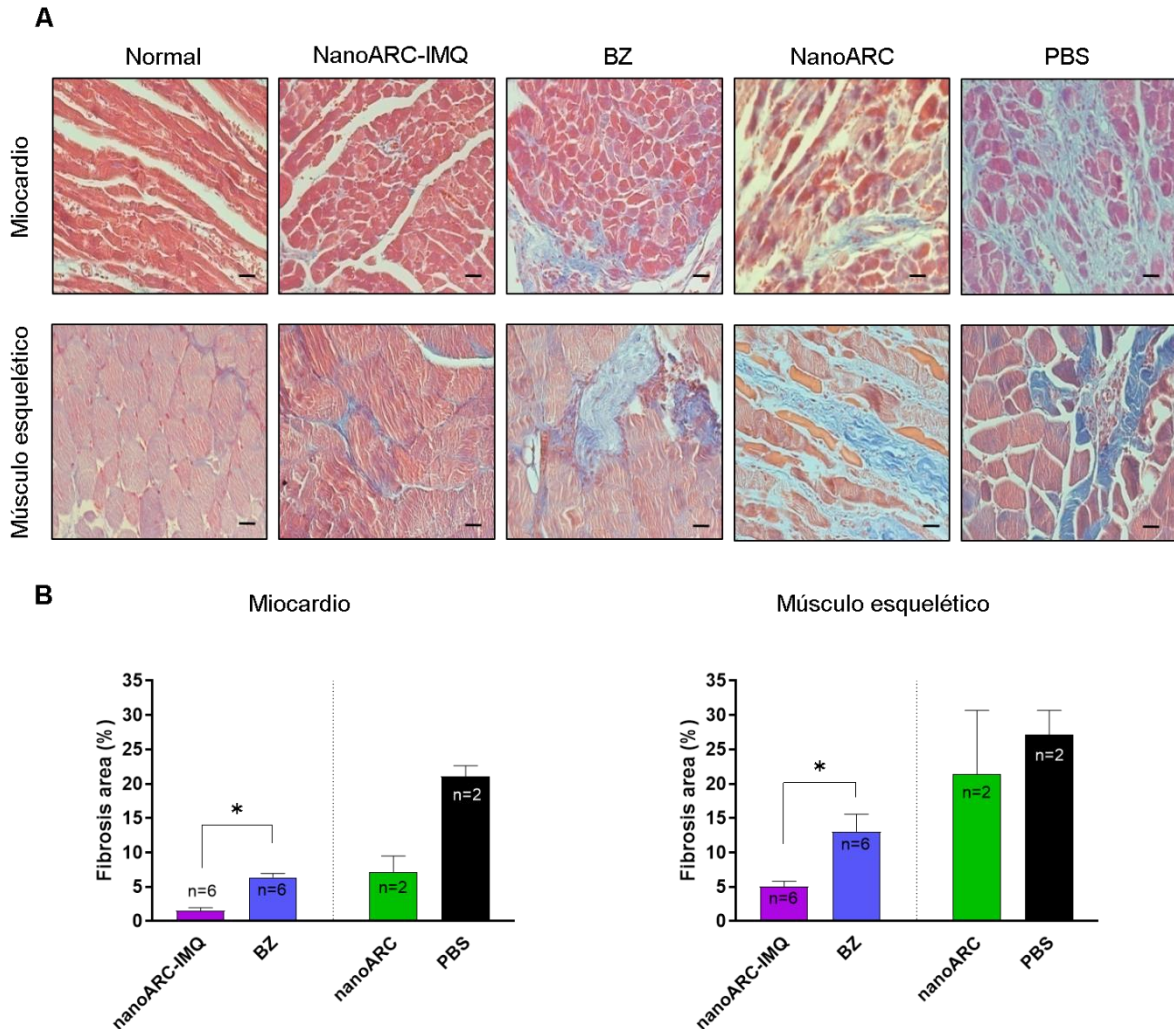 A
Normal
NanoARC-IMQ
BZ
NanoARC
PBS
Miocardio
Músculo esquelético
B
Miocardio
Fibrosis area (%)
35
30
25
20
15
10
5
0
*
n=6
n=6
n=2
n=2
nanoARC-IMQ
BZ
nanoARC
PBS
Músculo esquelético
Fibrosis area (%)
35
30
25
20
15
10
5
0
*
n=6
n=6
n=2
n=2
nanoARC-IMQ
BZ
nanoARC
PBS